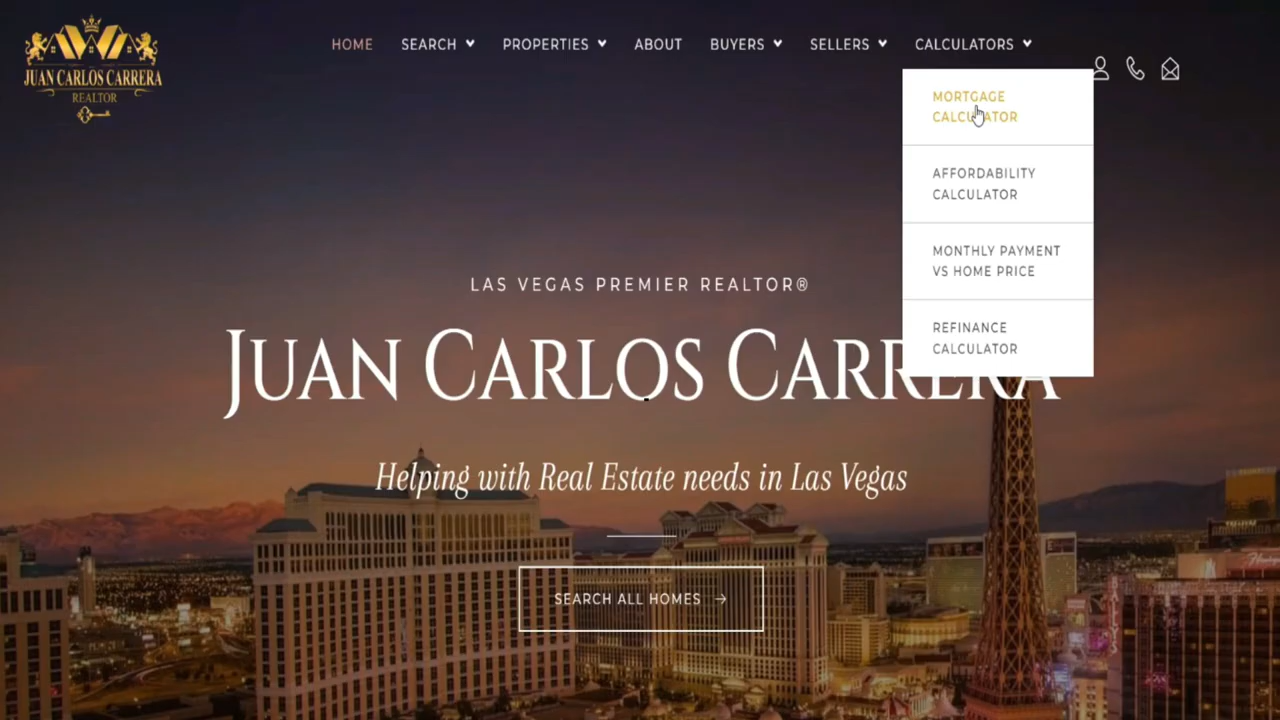 JUAN CARLOS CARRERA
REALTOR
HOME SEARCH PROPERTIES ABOUT BUYERS SELLERS CALCULATORS
MORTGAGE
CALCULATOR
AFFORDABILITY
CALCULATOR
MONTHLY PAYMENT
VS HOME PRICE
REFINANCE
CALCULATOR
LAS VEGAS PREMIER REALTOR®
JUAN CARLOS CARRERA
Helping with Real Estate needs in Las Vegas
SEARCH ALL HOMES →
BALLYS